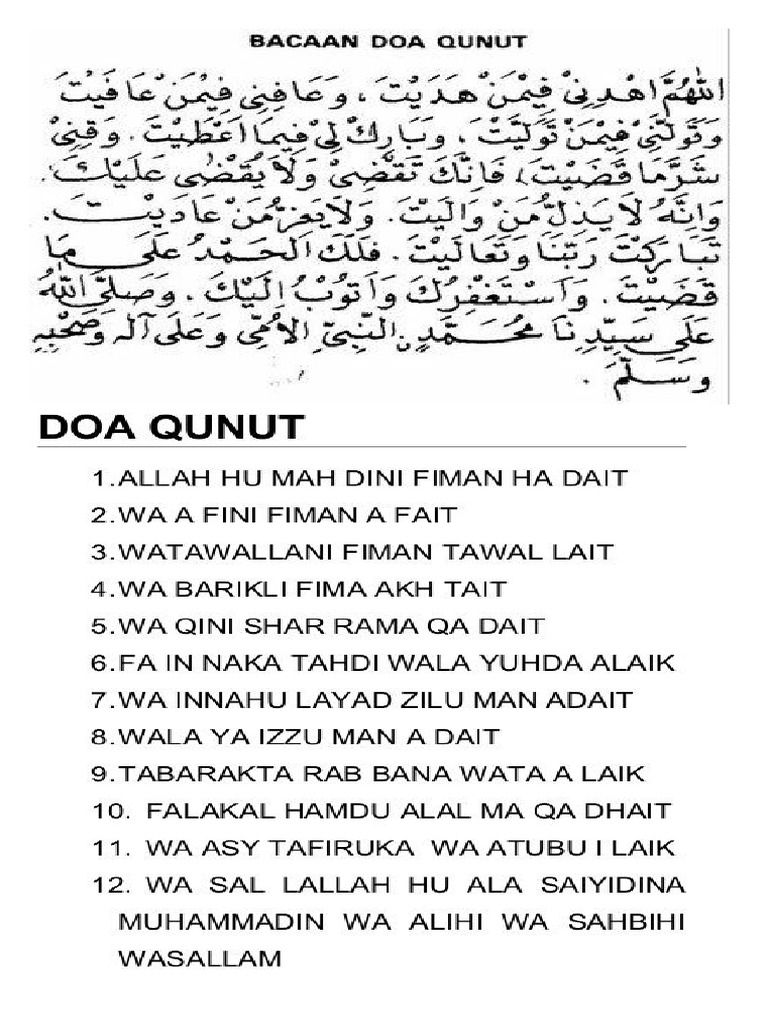 BACAAN DOA QUNUT
اَللّٰهُمَّ اهْدِنِيْ فِيْمَنْ هَدَيْتَ، وَعَافِنِى فِيْمَنْ عَافَيْتَ
وَتَوَلَّنِيْ فِيْمَنْ تَوَلَّيْتَ، وَبَارِكْ لِيْ فِيمَا اَعْطَيْتَ. وَقِنِيْ
شَرَّمَا قَضَيْتَ، فَاِنَّكَ تَقْضِىْ وَلَا يُقْضٰى عَلَيْكَ.
وَاِنَّهُ لَا يَذِلُّ مَنْ وَالَيْتَ. وَلَا يَعِزُّ مَنْ عَادَيْتَ.
تَبَارَكْتَ رَبَّنَا وَتَعَالَيْتَ. فَلَكَ الْحَمْدُ عَلَى مَا
قَضَيْتَ. وَاَسْتَغْفِرُكَ وَاَتُوْبُ اِلَيْكَ. وَصَلَّى اللّٰهُ
عَلَى سَيِّدِنَا مُحَمَّدٍ النَّبِيِّ الْاُمِّى وَعَلَى آلِهِ وَصَحْبِهِ
وَسَلَّمَ.
DOA QUNUT
1. ALLAH HU MAH DINI FIMAN HA DAIT
2. WA A FINI FIMAN A FAIT
3. WATAWALLANI FIMAN TAWAL LAIT
4. WA BARIKLI FIMA AKH TAIT
5. WA QINI SHAR RAMA QA DAIT
6. FA IN NAKA TAHDI WALA YUHDA ALAIK
7. WA INNAHU LAYAD ZILU MAN ADAIT
8. WALA YA IZZU MAN A DAIT
9. TABARAKTA RAB BANA WATA A LAIK
10. FALAKAL HAMDU ALAL MA QA DHAIT
11. WA ASY TAFIRUKA WA ATUBU I LAIK
12. WA SAL LALLAH HU ALA SAIYIDINA
MUHAMMADIN WA ALIHI WA SAHBIHI
WASALLAM